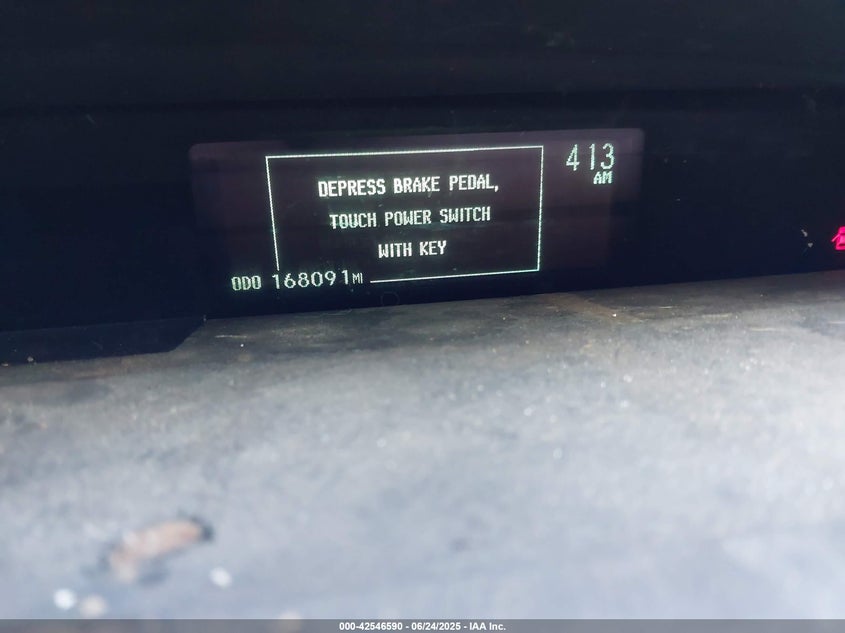 DEPRESS BRAKE PEDAL,
TOUCH POWER SWITCH
WITH KEY
413
AM
ODO 168091 MI
000-42546590 - 06/24/2025 - IAA Inc.